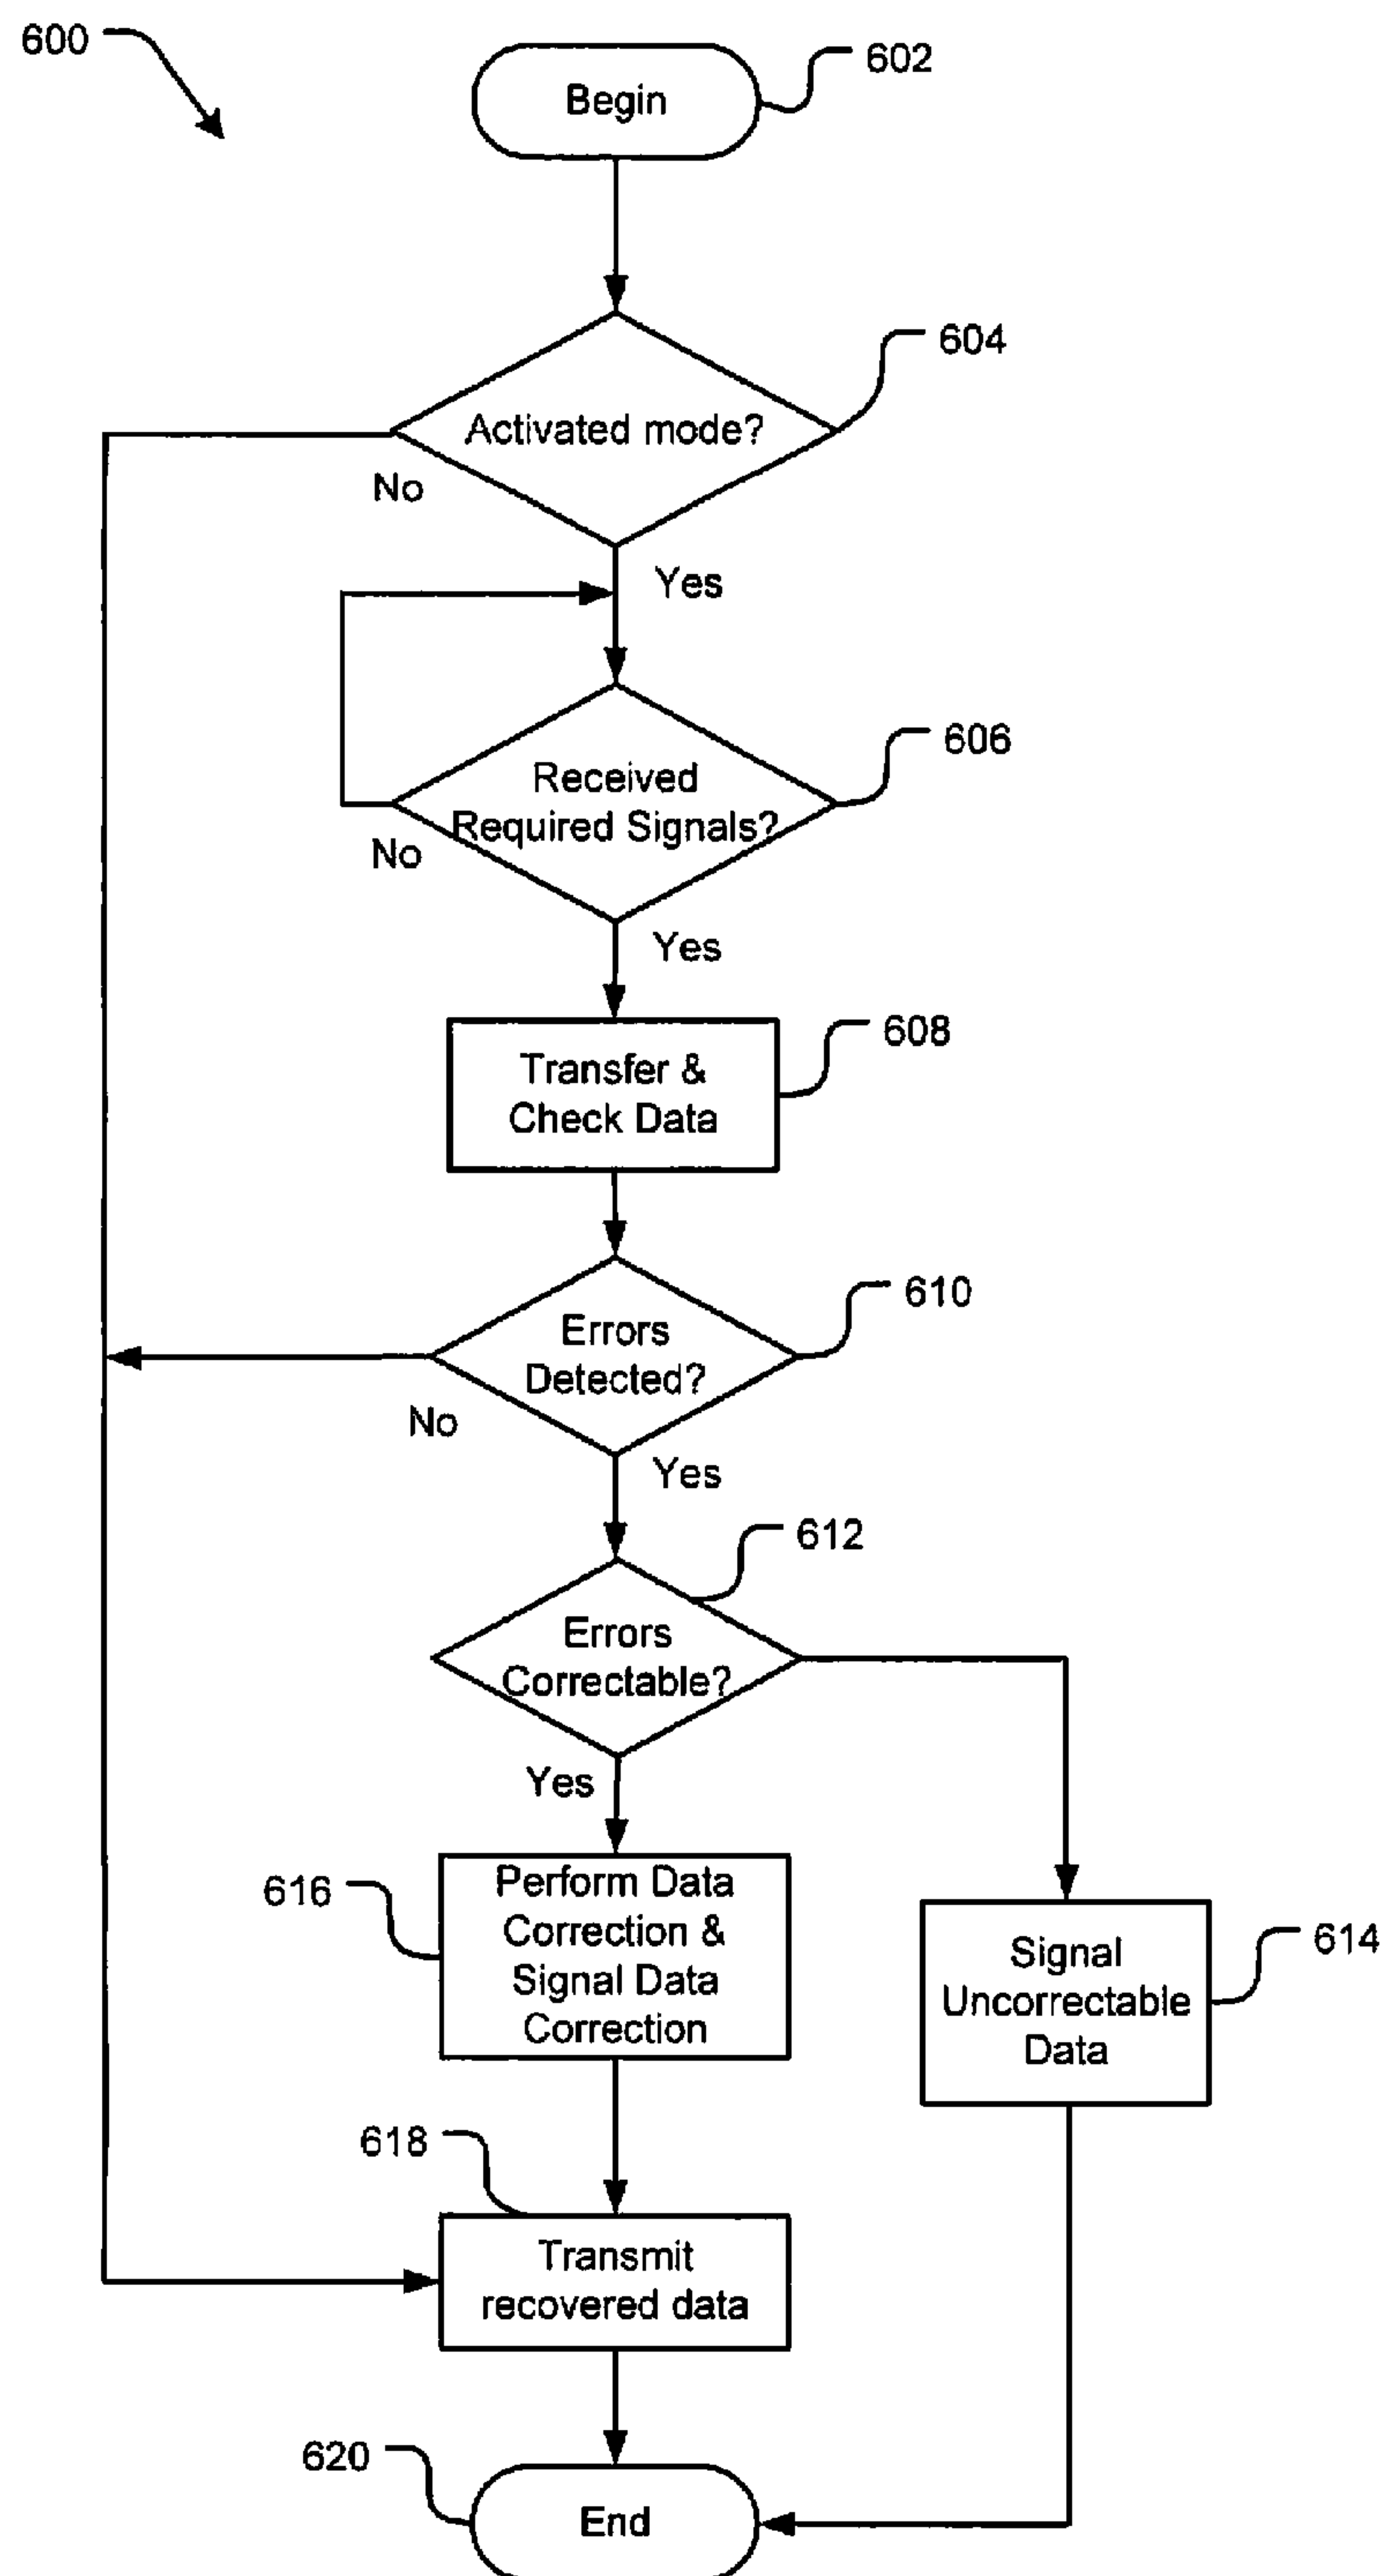 600
602
Begin
604
Activated mode?
No
Yes
606
Received
Required Signals?
No
Yes
608
Transfer &
Check Data
610
Errors
Detected?
No
Yes
612
Errors
Correctable?
Yes
616
Perform Data
Correction &
Signal Data
Correction
614
Signal
Uncorrectable
Data
618
Transmit
recovered data
620
End